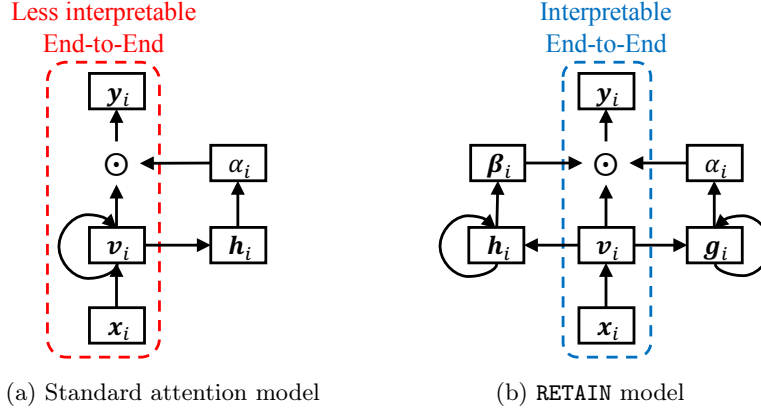 Less interpretable
End-to-End
𝒚ᵢ
⊙
αᵢ
𝒗ᵢ
𝒉ᵢ
𝒙ᵢ
(a) Standard attention model
Interpretable
End-to-End
𝒚ᵢ
𝜷ᵢ ⊙ αᵢ
𝒉ᵢ 𝒗ᵢ 𝒈ᵢ
𝒙ᵢ
(b) RETAIN model